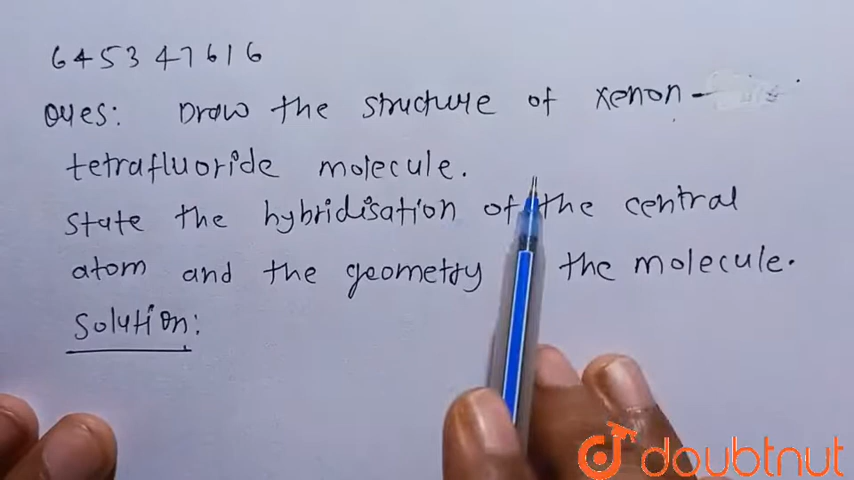 645347616
Ques: Draw the structure of xenon-
tetrafluoride molecule.
State the hybridisation of the central
atom and the geometry the molecule.
Solution:
doubtnut